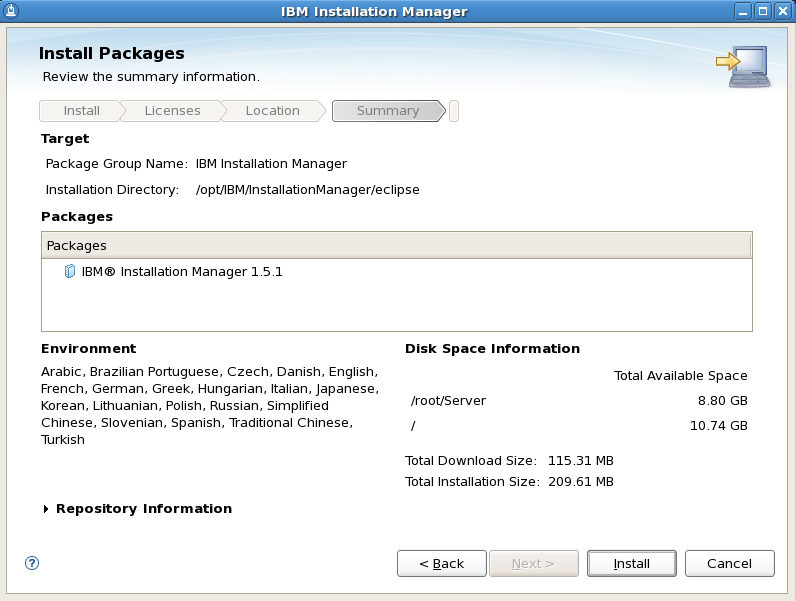 IBM Installation Manager
Install Packages
Review the summary information.
Install Licenses Location Summary
Target
Package Group Name: IBM Installation Manager
Installation Directory: /opt/IBM/InstallationManager/eclipse
Packages
Packages
IBM® Installation Manager 1.5.1
Environment
Arabic, Brazilian Portuguese, Czech, Danish, English,
French, German, Greek, Hungarian, Italian, Japanese,
Korean, Lithuanian, Polish, Russian, Simplified
Chinese, Slovenian, Spanish, Traditional Chinese,
Turkish
Disk Space Information
Total Available Space
/root/Server 8.80 GB
/ 10.74 GB
Total Download Size: 115.31 MB
Total Installation Size: 209.61 MB
Repository Information
? < Back Next > Install Cancel